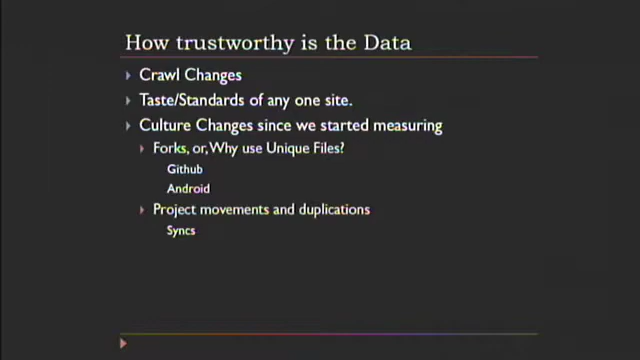 How trustworthy is the Data
Crawl Changes
Taste/Standards of any one site.
Culture Changes since we started measuring
Forks, or, Why use Unique Files?
Github
Android
Project movements and duplications
Syncs